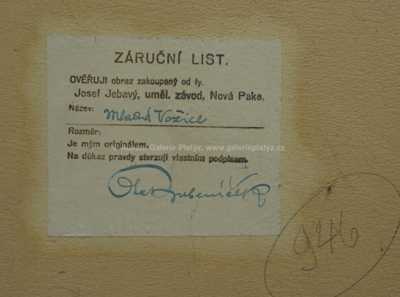 ZÁRUČNÍ LIST.
OVĚŘUJI obraz zakoupený od fy.
Josef Jebavý, uměl. závod, Nová Paka.
Název: Mladá Vožice
Rozměr:
Je mým originálem.
Galerie Platýz, www.galerieplatyz.cz
Na důkaz pravdy stvrzuji vlastním podpisem.
946